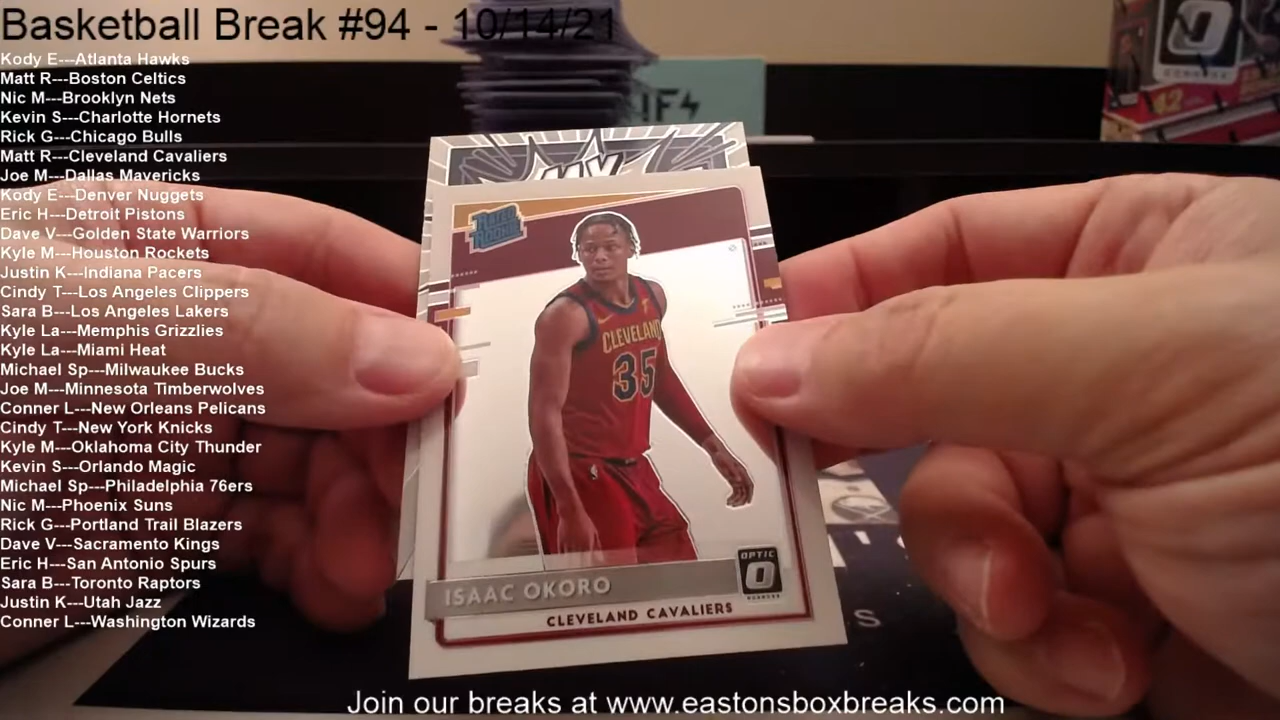 Basketball Break #94 - 10/14/21
Kody E---Atlanta Hawks
Matt R---Boston Celtics
Nic M---Brooklyn Nets
Kevin S---Charlotte Hornets
Rick G---Chicago Bulls
Matt R---Cleveland Cavaliers
Joe M---Dallas Mavericks
Kody E---Denver Nuggets
Eric H---Detroit Pistons
Dave V---Golden State Warriors
Kyle M---Houston Rockets
Justin K---Indiana Pacers
Cindy T---Los Angeles Clippers
Sara B---Los Angeles Lakers
Kyle La---Memphis Grizzlies
Kyle La---Miami Heat
Michael Sp---Milwaukee Bucks
Joe M---Minnesota Timberwolves
Conner L---New Orleans Pelicans
Cindy T---New York Knicks
Kyle M---Oklahoma City Thunder
Kevin S---Orlando Magic
Michael Sp---Philadelphia 76ers
Nic M---Phoenix Suns
Rick G---Portland Trail Blazers
Dave V---Sacramento Kings
Eric H---San Antonio Spurs
Sara B---Toronto Raptors
Justin K---Utah Jazz
Conner L---Washington Wizards
MY
RATED
ROOKIE
CLEVELAND
35
OPTIC
ISAAC OKORO
CLEVELAND CAVALIERS
Join our breaks at www.eastonsboxbreaks.com